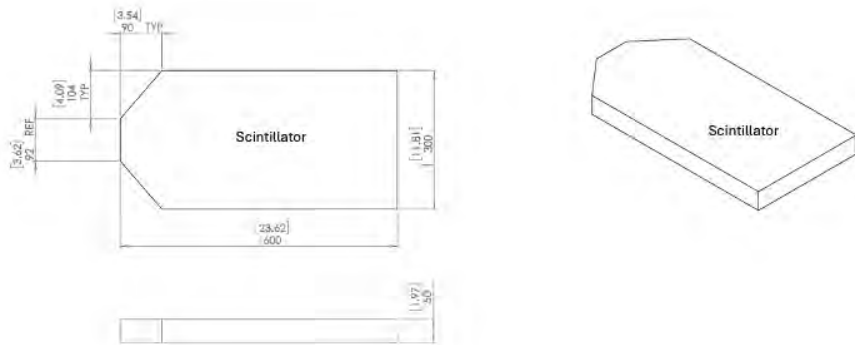 [3.54]
90 TYP
[4.09]
104
TYP
[3.62]
92 REF
Scintillator
[11.81]
300
[23.62]
600
[1.97]
50
Scintillator